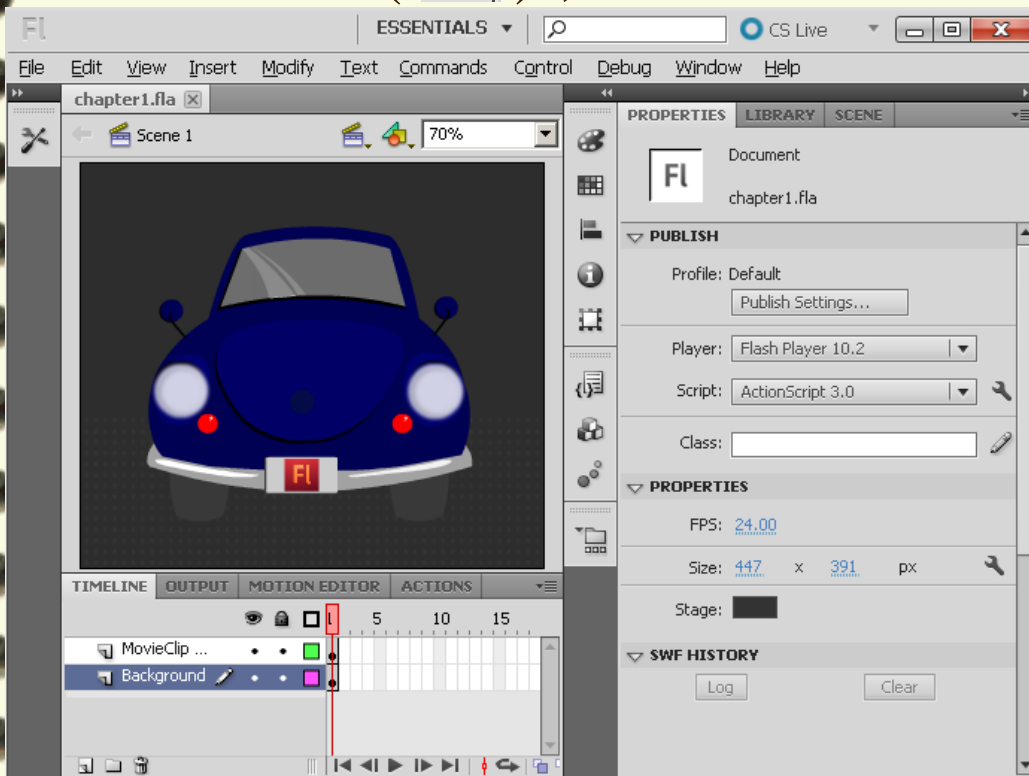 Fl ESSENTIALS CS Live
File Edit View Insert Modify Text Commands Control Debug Window Help
chapter1.fla
Scene 1 70%
Fl
TIMELINE OUTPUT MOTION EDITOR ACTIONS
1 5 10 15
MovieClip ...
Background
PROPERTIES LIBRARY SCENE
Fl
Document
chapter1.fla
PUBLISH
Profile: Default
Publish Settings...
Player: Flash Player 10.2
Script: ActionScript 3.0
Class:
PROPERTIES
FPS: 24.00
Size: 447 x 391 px
Stage:
SWF HISTORY
Log Clear